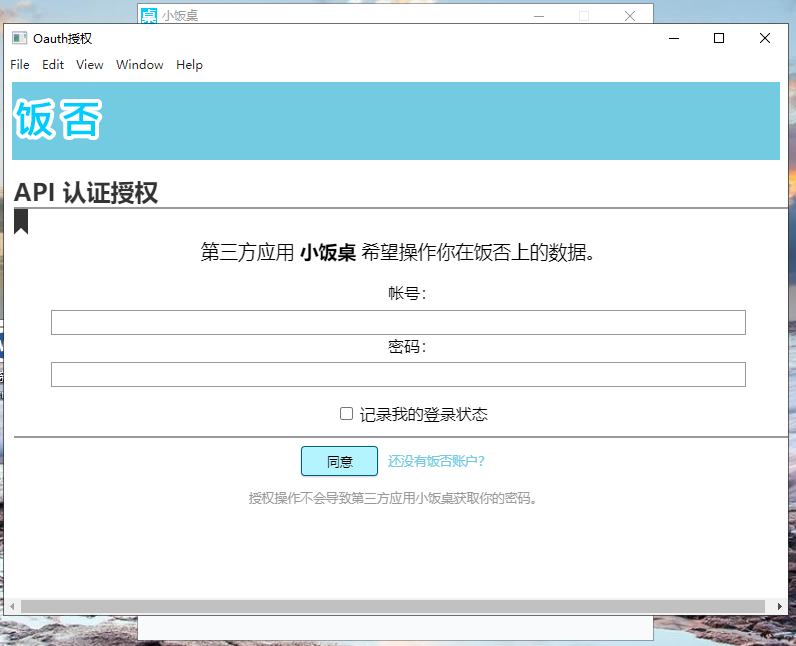 桌 小饭桌
Oauth授权
File Edit View Window Help
饭否
API 认证授权
第三方应用 小饭桌 希望操作你在饭否上的数据。
帐号：
密码：
记录我的登录状态
同意 还没有饭否账户？
授权操作不会导致第三方应用小饭桌获取你的密码。